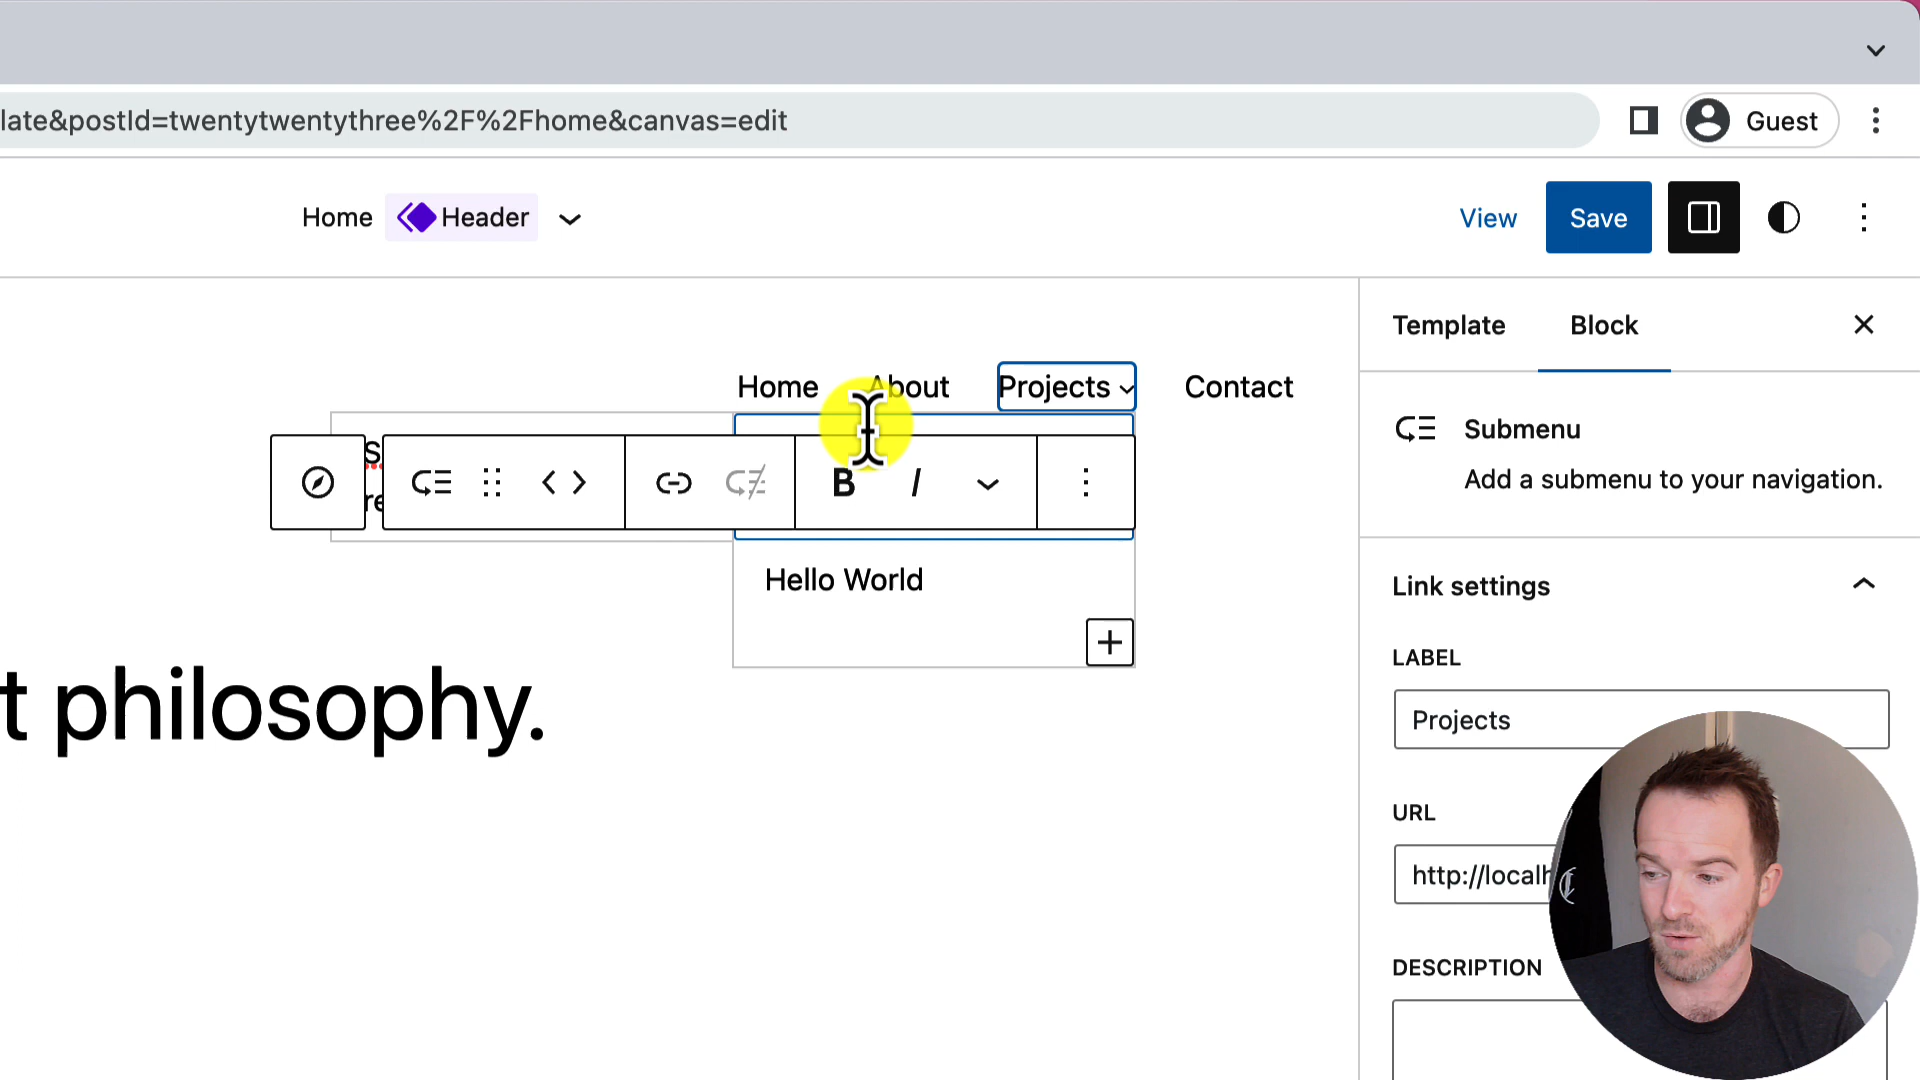 late&postId=twentytwentythree%2F%2Fhome&canvas=edit
Guest
Home
Header
View
Save
Template
Block
Home
About
Projects
Contact
Submenu
Add a submenu to your navigation.
B I
Hello World
Link settings
LABEL
Projects
t philosophy.
URL
http://localh
DESCRIPTION